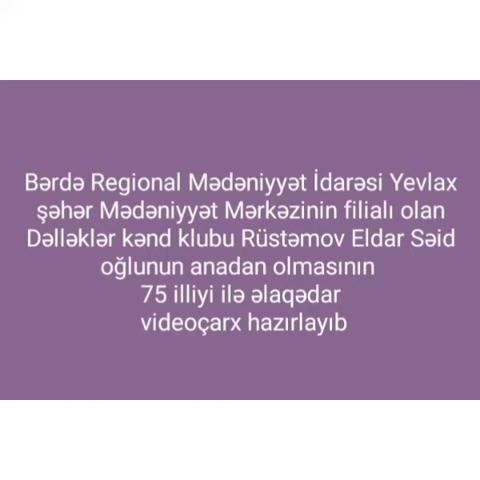 Bərdə Regional Mədəniyyət İdarəsi Yevlax
şəhər Mədəniyyət Mərkəzinin filialı olan
Dəlləklər kənd klubu Rüstəmov Eldar Səid
oğlunun anadan olmasının
75 illiyi ilə əlaqədar
videoçarx hazırlayıb